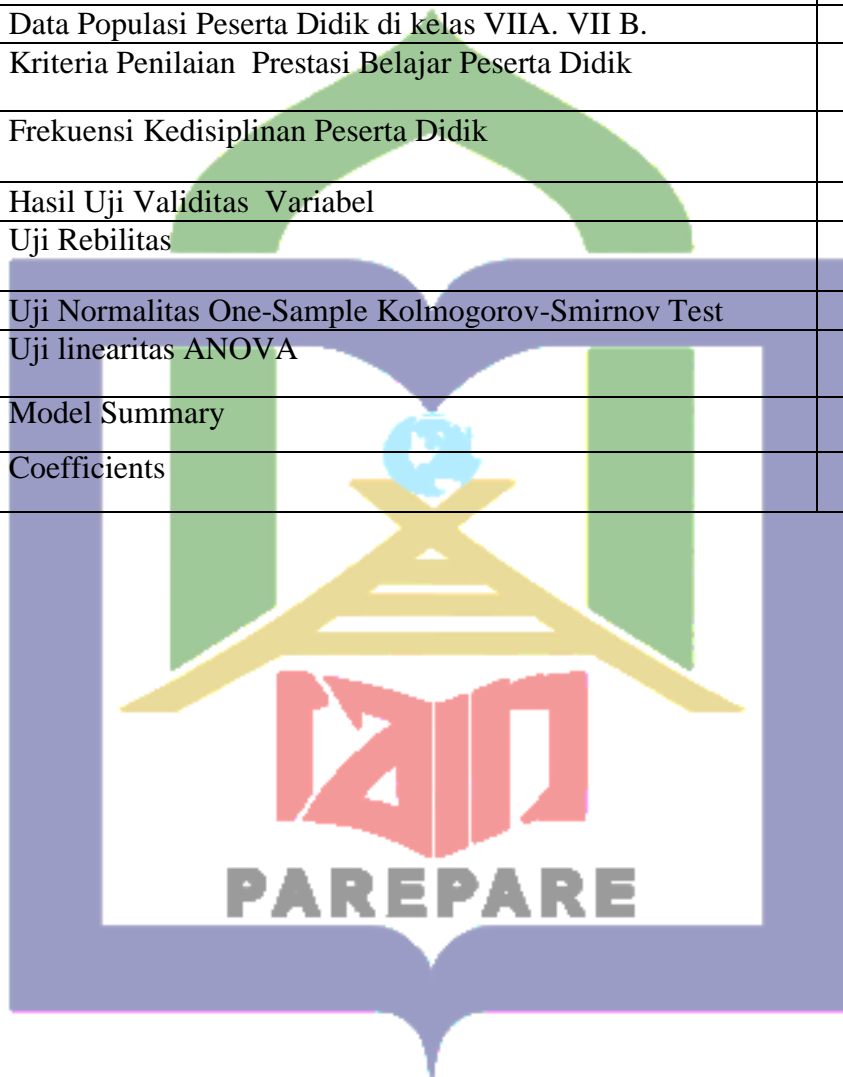 Data Populasi Peserta Didik di kelas VIIA. VII B.
Kriteria Penilaian Prestasi Belajar Peserta Didik
Frekuensi Kedisiplinan Peserta Didik
Hasil Uji Validitas Variabel
Uji Rebilitas
Uji Normalitas One-Sample Kolmogorov-Smirnov Test
Uji linearitas ANOVA
Model Summary
Coefficients
iain
PAREPARE